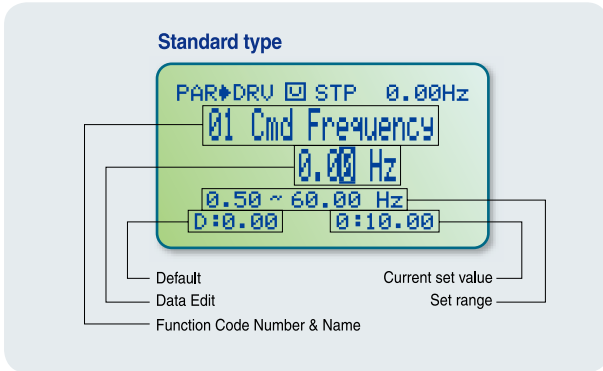 Standard type
PAR➧DRV U STP 0.00Hz
01 Cmd Frequency
0.00 Hz
0.50 ~ 60.00 Hz
D:0.00 0:10.00
Default Current set value
Data Edit Set range
Function Code Number & Name